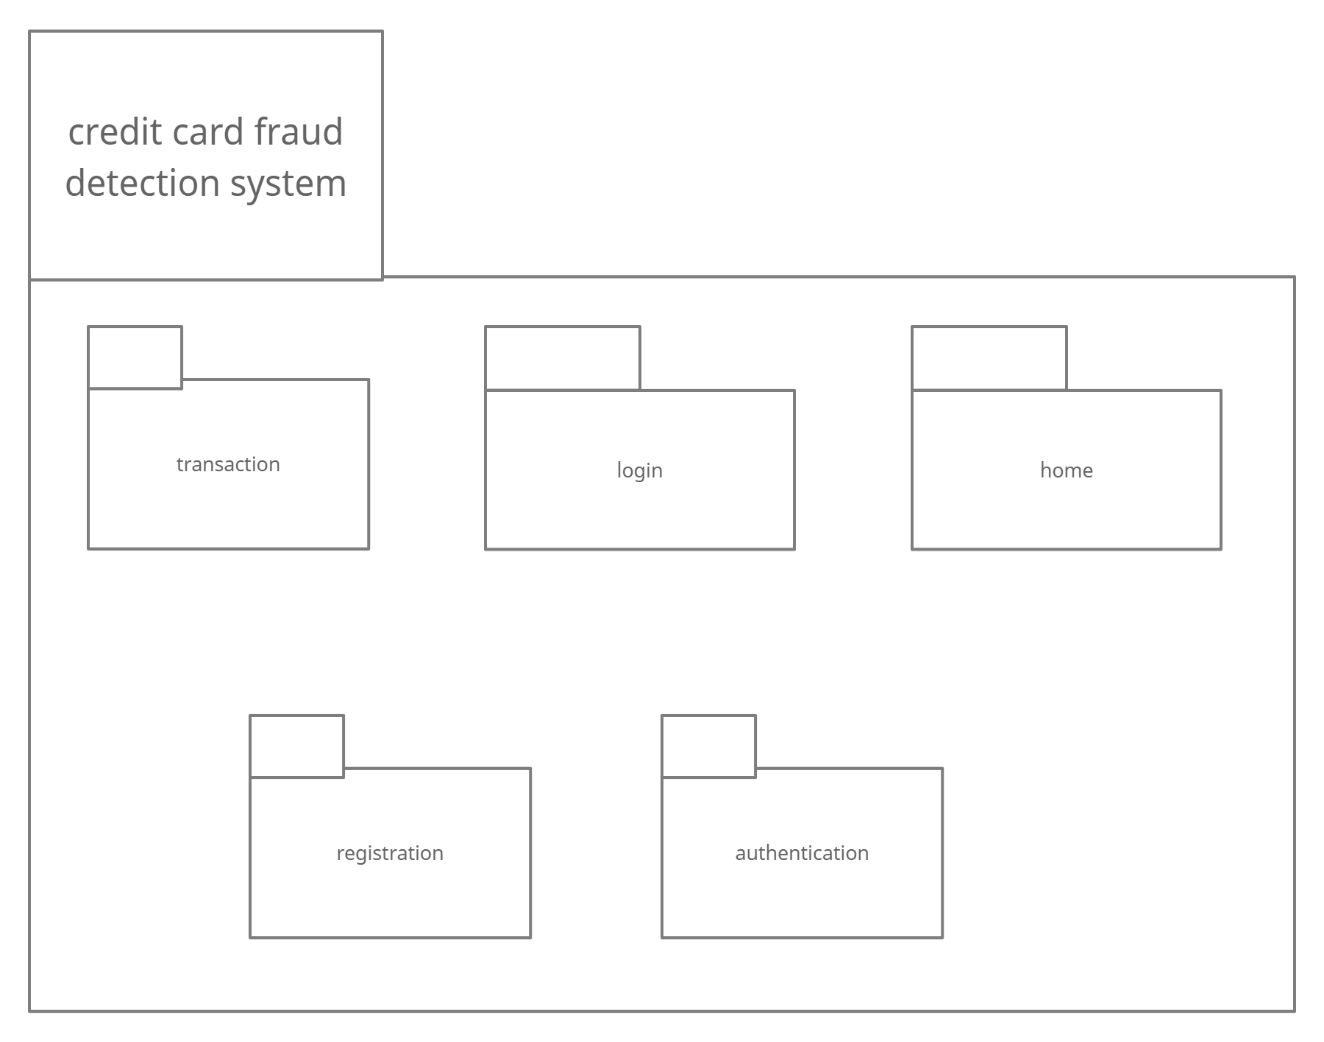 credit card fraud
detection system
transaction
login
home
registration
authentication